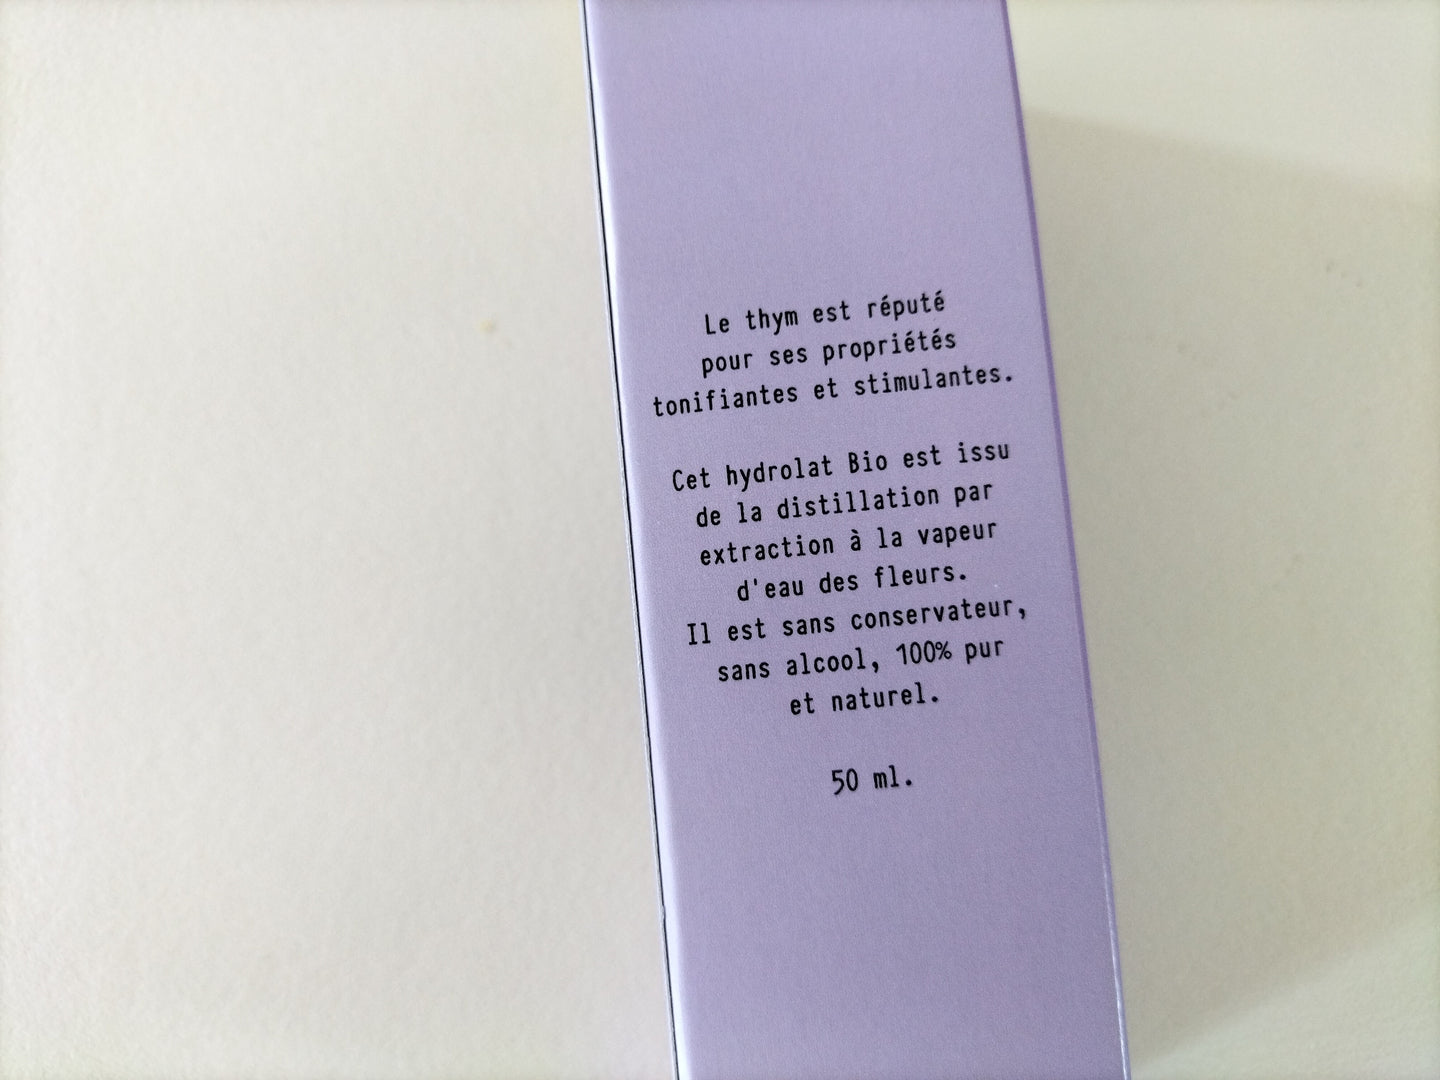 Le thym est réputé
pour ses propriétés
tonifiantes et stimulantes.
Cet hydrolat Bio est issu
de la distillation par
extraction à la vapeur
d'eau des fleurs.
Il est sans conservateur,
sans alcool, 100% pur
et naturel.
50 ml.